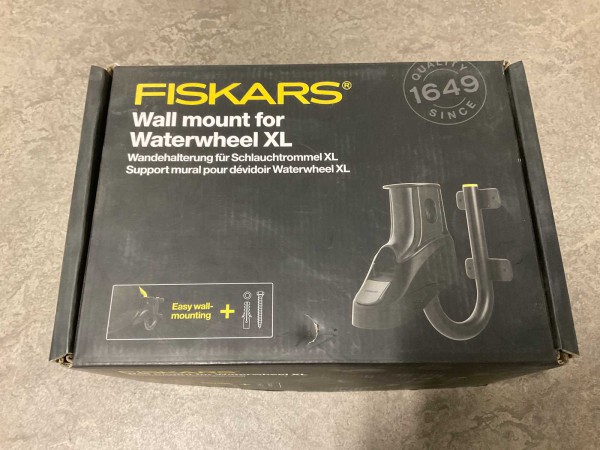 FISKARS®
QUALITY
1649
SINCE
Wall mount for
Waterwheel XL
Wandehalterung für Schlauchtrommel XL
Support mural pour dévidoir Waterwheel XL
Easy wall-
mounting
+
FISKARS